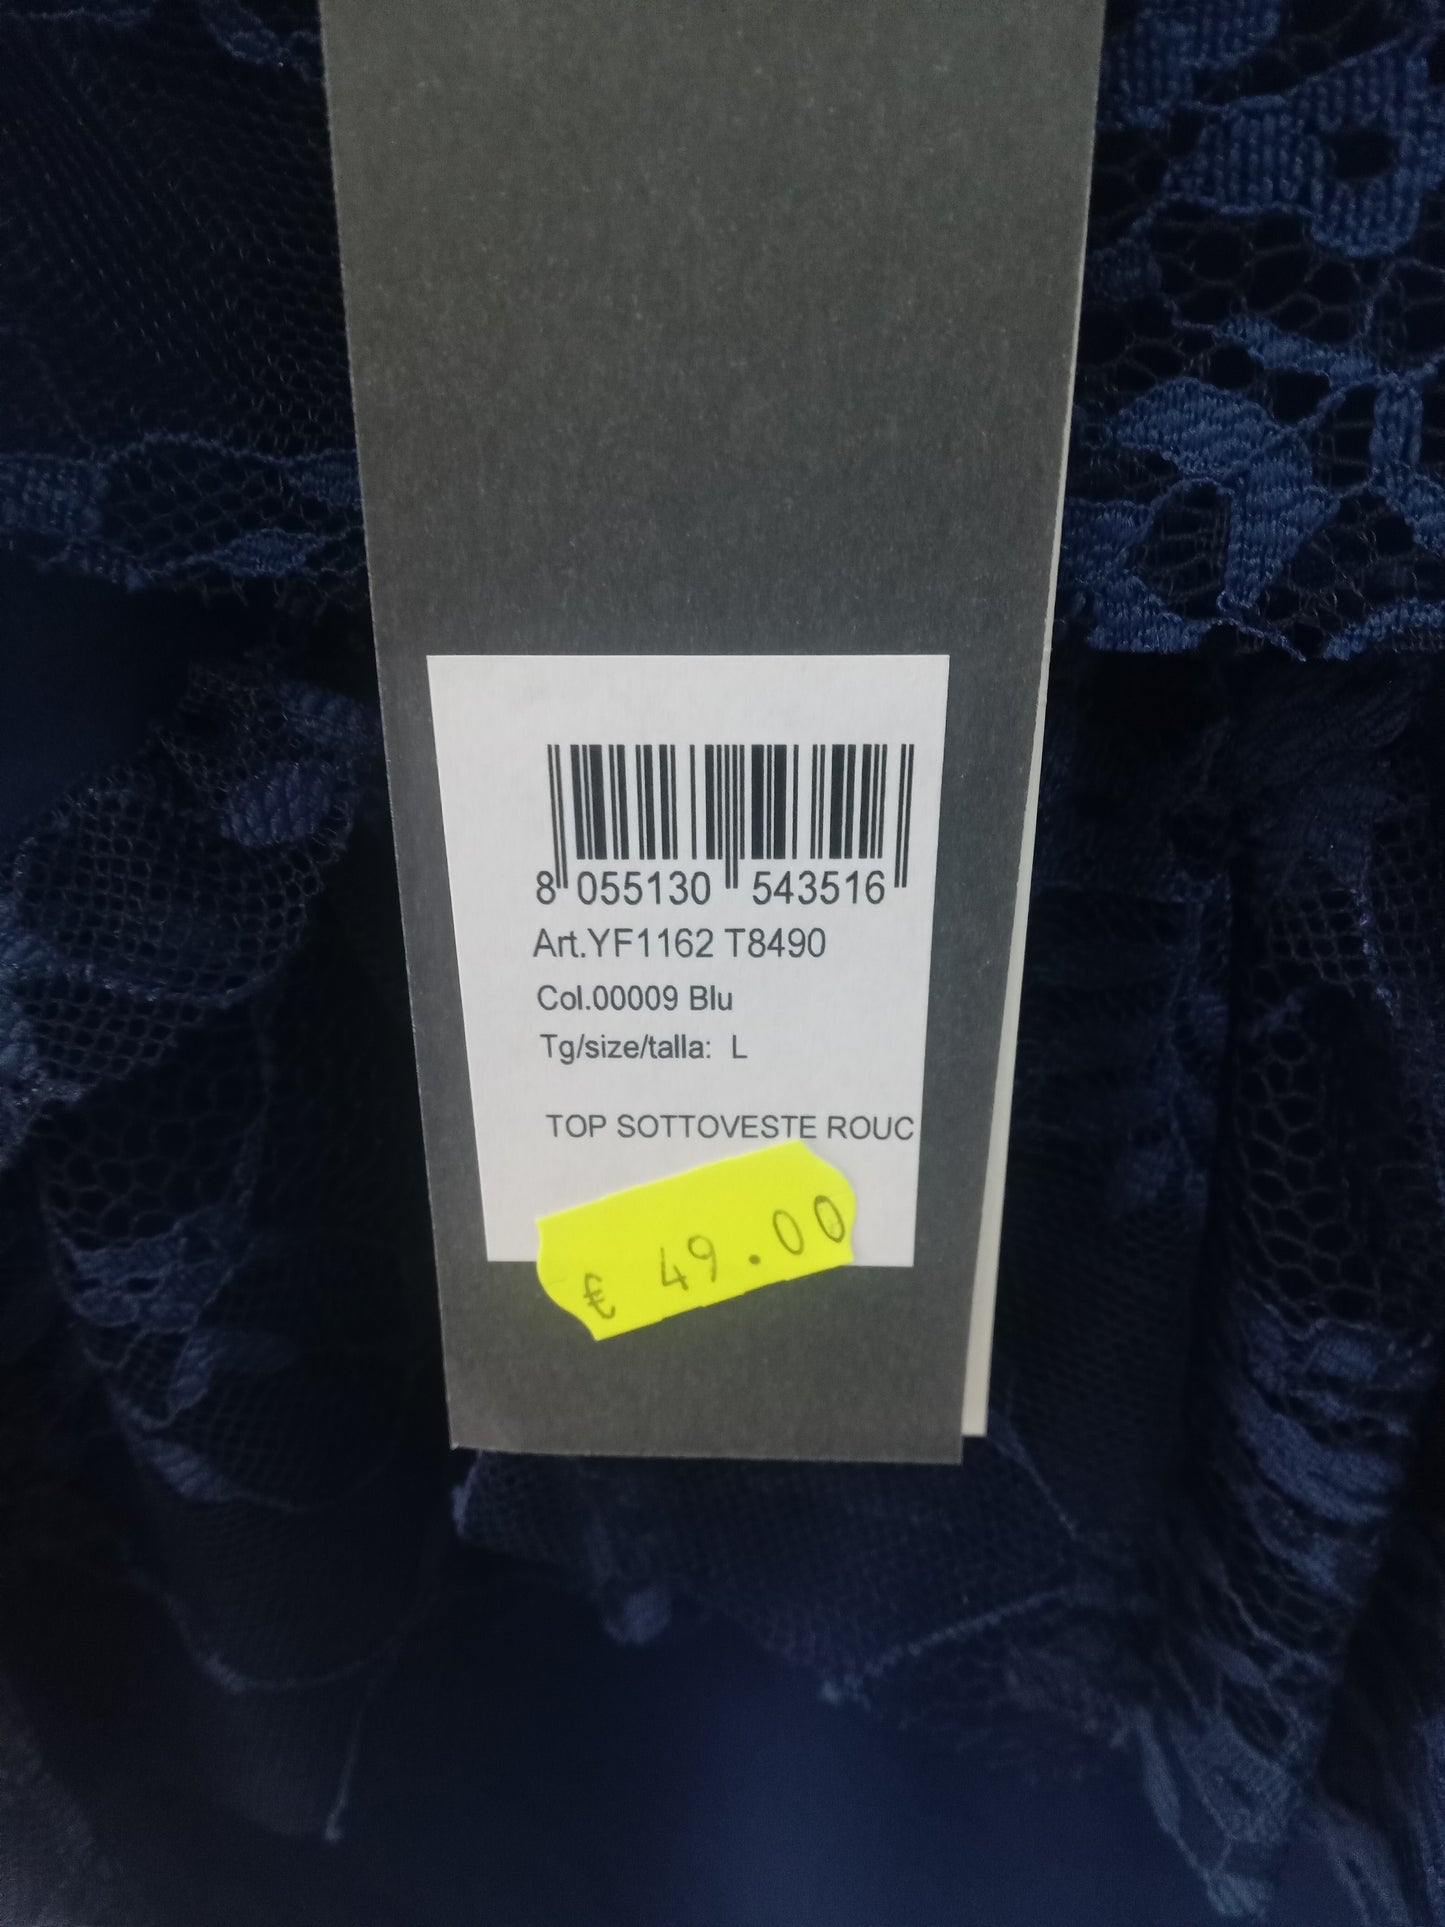 8 055130 543516
Art.YF1162 T8490
Col.00009 Blu
Tg/size/talla: L
TOP SOTTOVESTE ROUC
€ 49.00